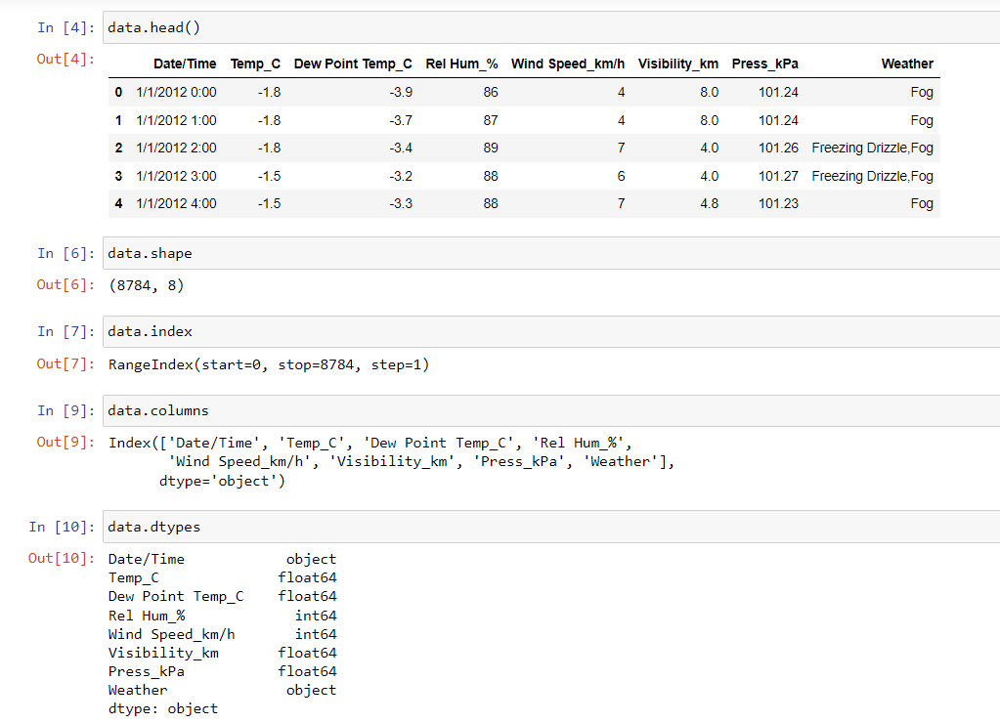 In [4]: data.head()
Out[4]:
Date/Time Temp_C Dew Point Temp_C Rel Hum_% Wind Speed_km/h Visibility_km Press_kPa Weather
0 1/1/2012 0:00 -1.8 -3.9 86 4 8.0 101.24 Fog
1 1/1/2012 1:00 -1.8 -3.7 87 4 8.0 101.24 Fog
2 1/1/2012 2:00 -1.8 -3.4 89 7 4.0 101.26 Freezing Drizzle,Fog
3 1/1/2012 3:00 -1.5 -3.2 88 6 4.0 101.27 Freezing Drizzle,Fog
4 1/1/2012 4:00 -1.5 -3.3 88 7 4.8 101.23 Fog
In [6]: data.shape
Out[6]: (8784, 8)
In [7]: data.index
Out[7]: RangeIndex(start=0, stop=8784, step=1)
In [9]: data.columns
Out[9]: Index(['Date/Time', 'Temp_C', 'Dew Point Temp_C', 'Rel Hum_%',
'Wind Speed_km/h', 'Visibility_km', 'Press_kPa', 'Weather'],
dtype='object')
In [10]: data.dtypes
Out[10]: Date/Time object
Temp_C float64
Dew Point Temp_C float64
Rel Hum_% int64
Wind Speed_km/h int64
Visibility_km float64
Press_kPa float64
Weather object
dtype: object